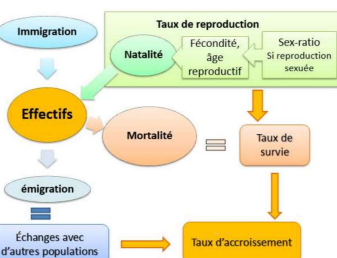 Taux de reproduction
Immigration
Natalité
Fécondité,
âge
reproductif
Sex-ratio
Si reproduction
sexuée
Effectifs
Mortalité
Taux de
survie
émigration
Échanges avec
d'autres populations
Taux d'accroissement